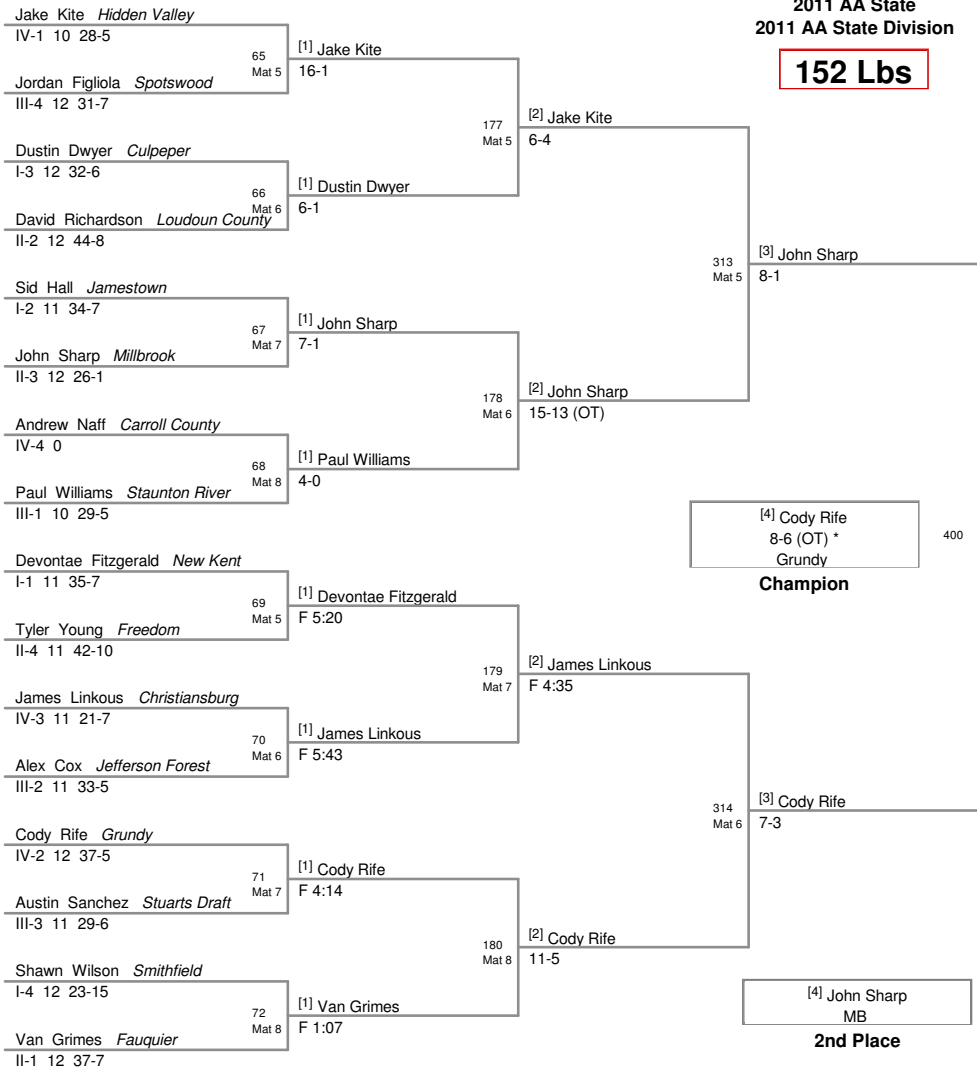 2011 AA State
2011 AA State Division
152 Lbs
Jake Kite Hidden Valley
IV-1 10 28-5
65
Mat 5
[1] Jake Kite
16-1
Jordan Figliola Spotswood
III-4 12 31-7
177
Mat 5
[2] Jake Kite
6-4
Dustin Dwyer Culpeper
I-3 12 32-6
66
Mat 6
[1] Dustin Dwyer
6-1
David Richardson Loudoun County
II-2 12 44-8
313
Mat 5
[3] John Sharp
8-1
Sid Hall Jamestown
I-2 11 34-7
67
Mat 7
[1] John Sharp
7-1
John Sharp Millbrook
II-3 12 26-1
178
Mat 6
[2] John Sharp
15-13 (OT)
Andrew Naff Carroll County
IV-4 0
68
Mat 8
[1] Paul Williams
4-0
Paul Williams Staunton River
III-1 10 29-5
[4] Cody Rife
8-6 (OT) *
Grundy
400
Champion
Devontae Fitzgerald New Kent
I-1 11 35-7
69
Mat 5
[1] Devontae Fitzgerald
F 5:20
Tyler Young Freedom
II-4 11 42-10
179
Mat 7
[2] James Linkous
F 4:35
James Linkous Christiansburg
IV-3 11 21-7
70
Mat 6
[1] James Linkous
F 5:43
Alex Cox Jefferson Forest
III-2 11 33-5
314
Mat 6
[3] Cody Rife
7-3
Cody Rife Grundy
IV-2 12 37-5
71
Mat 7
[1] Cody Rife
F 4:14
Austin Sanchez Stuarts Draft
III-3 11 29-6
180
Mat 8
[2] Cody Rife
11-5
Shawn Wilson Smithfield
I-4 12 23-15
72
Mat 8
[1] Van Grimes
F 1:07
Van Grimes Fauquier
II-1 12 37-7
[4] John Sharp
MB
2nd Place